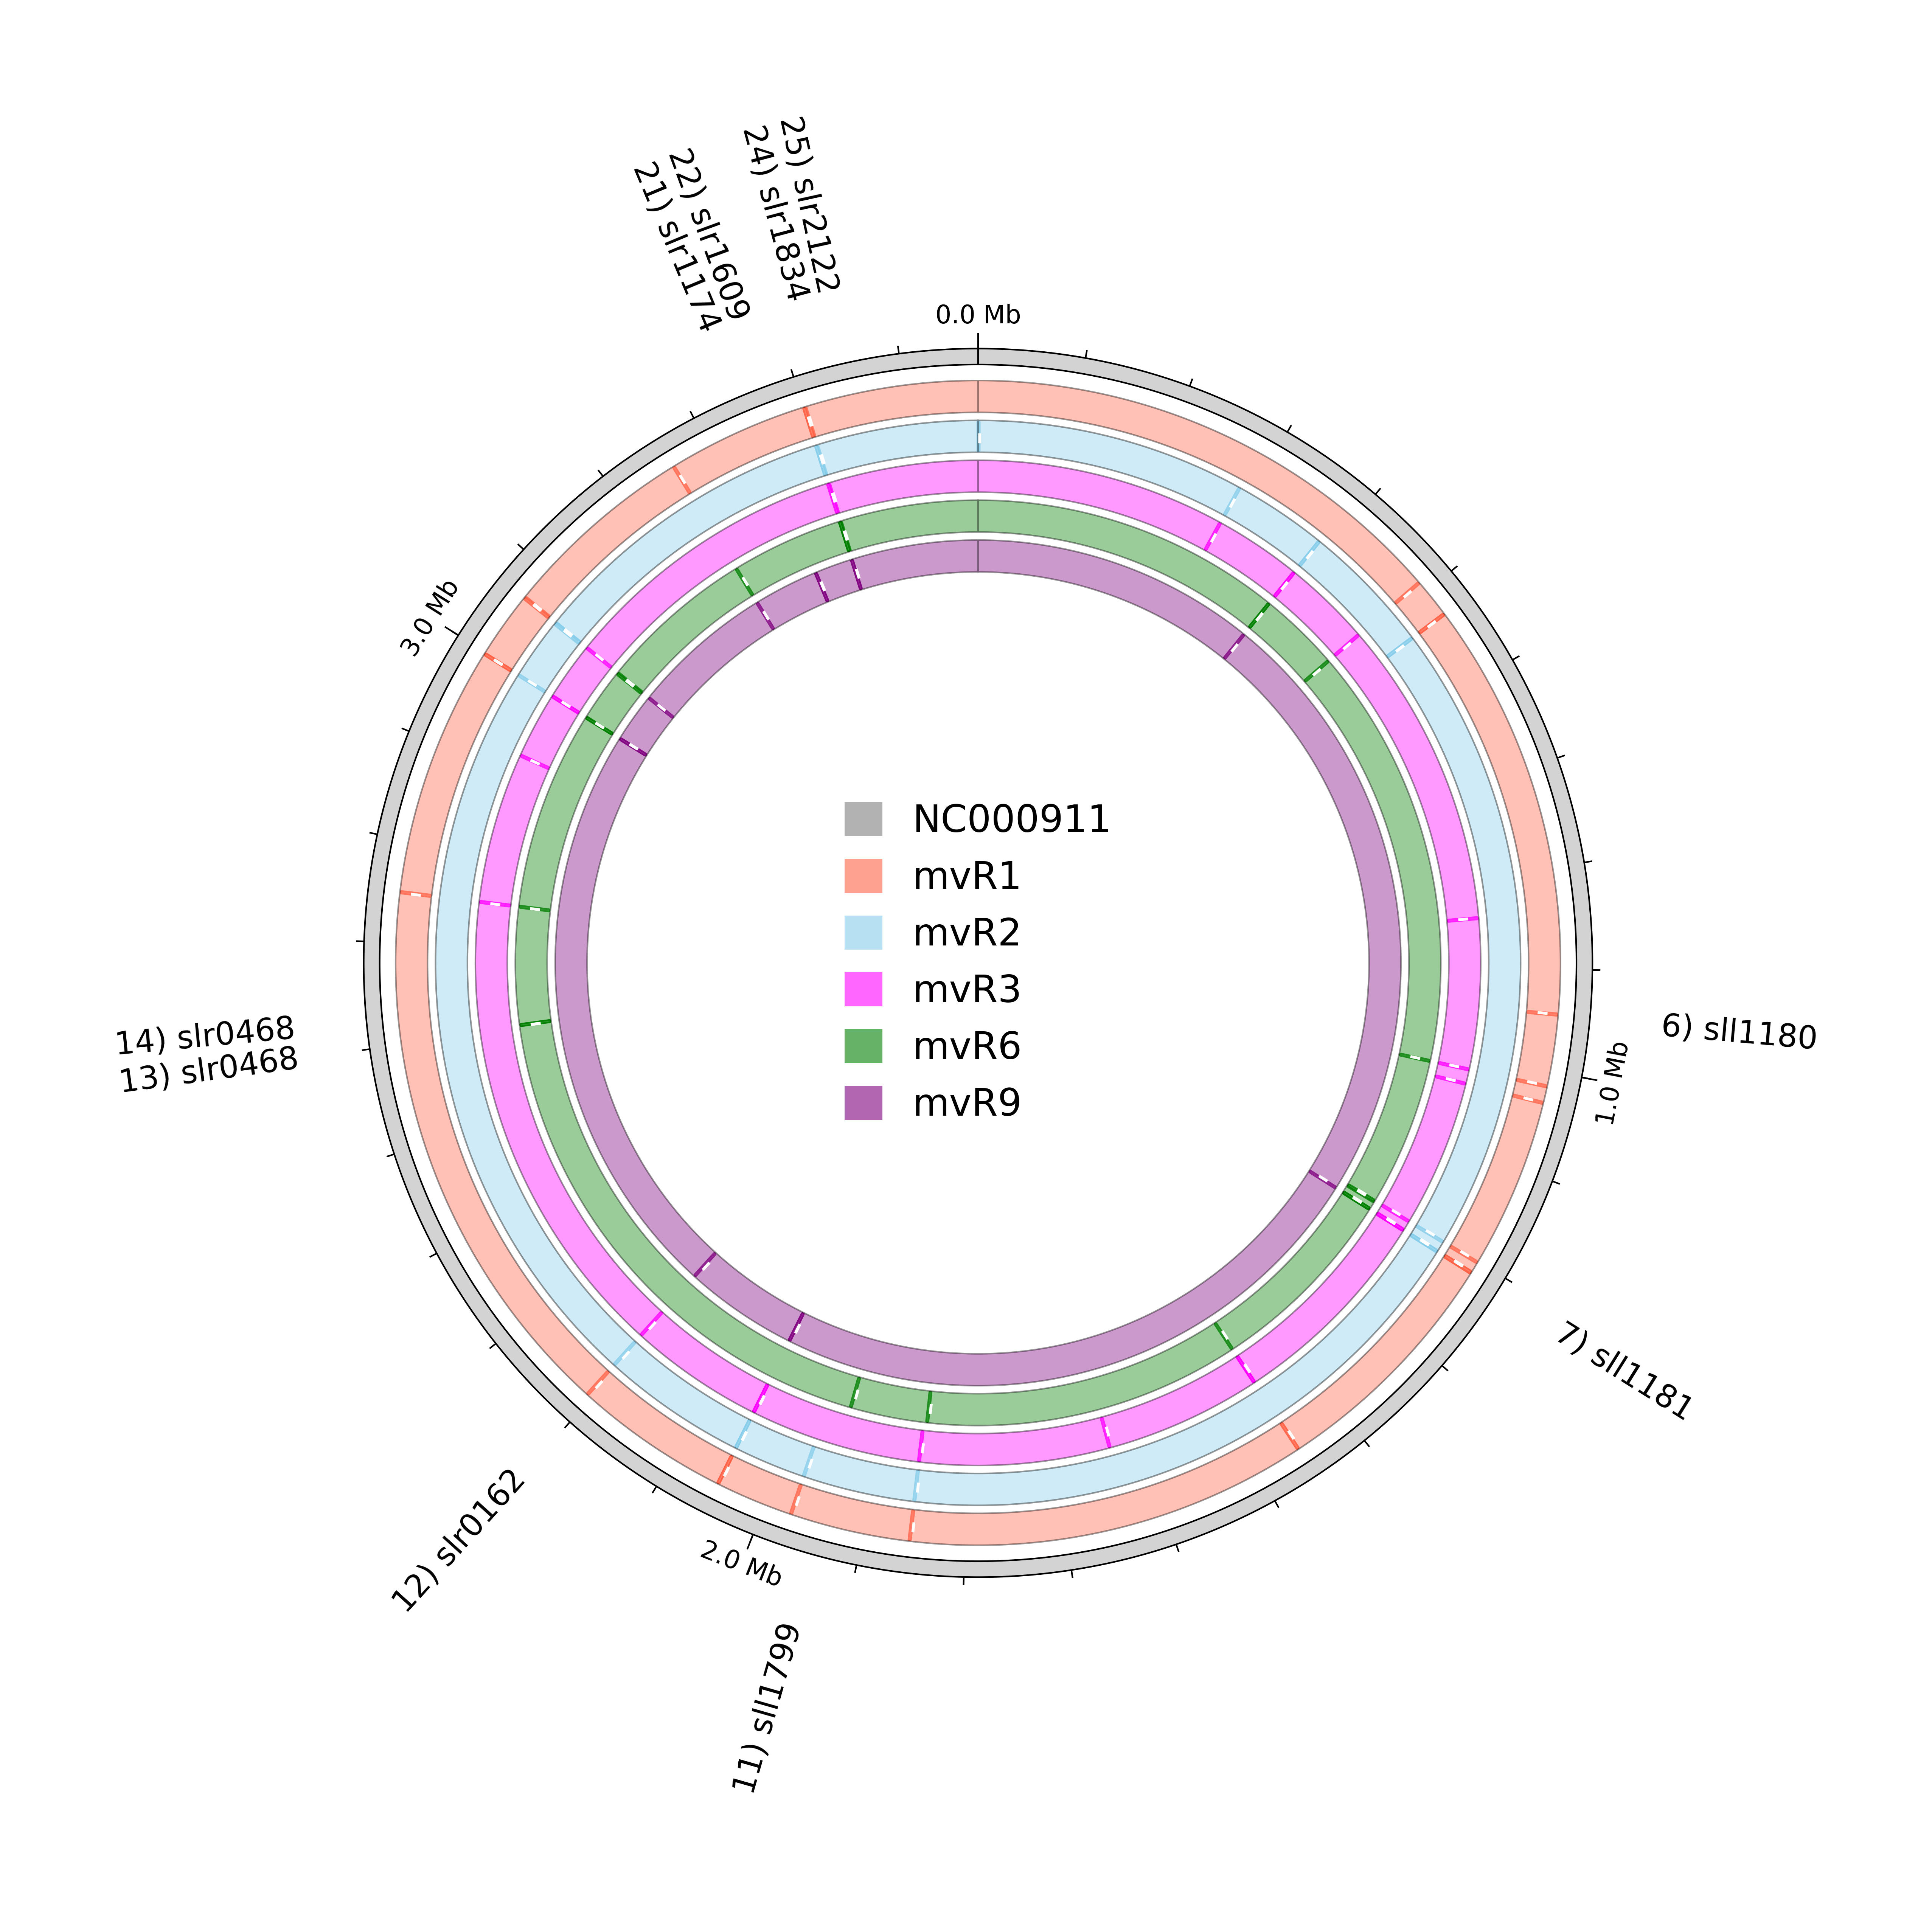 25) slr2122
24) slr1834
22) slr1609
21) slr1174
0.0 Mb
3.0 Mb
NC000911
mvR1
mvR2
mvR3
mvR6
mvR9
14) slr0468
13) slr0468
6) sll1180
1.0 Mb
7) sll1181
12) slr0162
2.0 Mb
11) sll1799